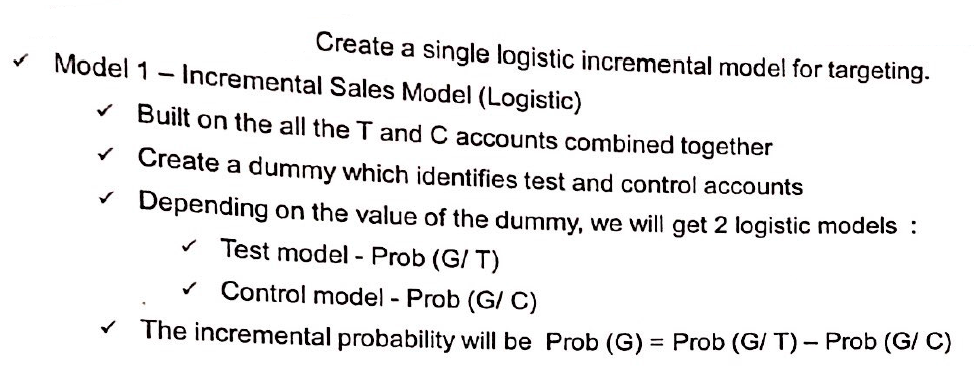 Create a single logistic incremental model for targeting.
✓ Model 1 – Incremental Sales Model (Logistic)
✓ Built on the all the T and C accounts combined together
✓ Create a dummy which identifies test and control accounts
✓ Depending on the value of the dummy, we will get 2 logistic models :
✓ Test model - Prob (G/ T)
✓ Control model - Prob (G/ C)
✓ The incremental probability will be Prob (G) = Prob (G/ T) – Prob (G/ C)